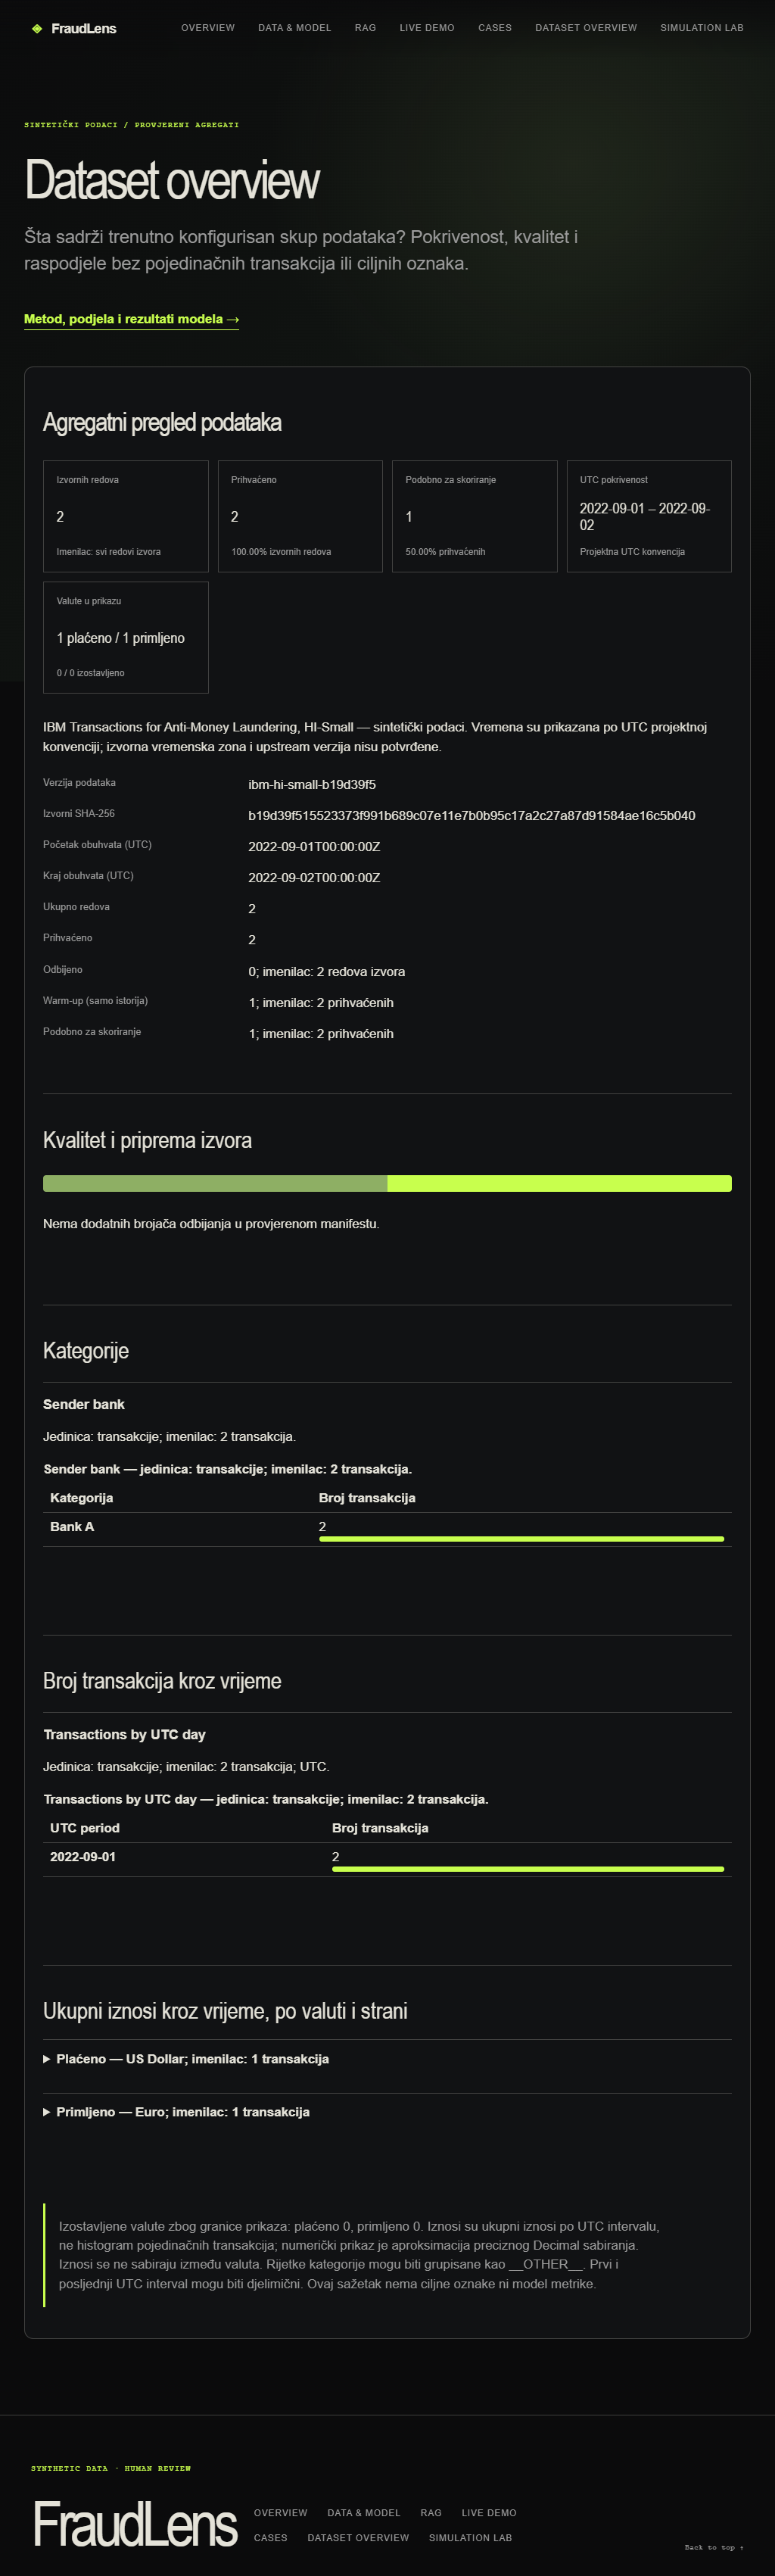 FraudLens
OVERVIEW DATA & MODEL RAG LIVE DEMO CASES DATASET OVERVIEW SIMULATION LAB
SINTETIČKI PODACI / PROVJERENI AGREGATI
Dataset overview
Šta sadrži trenutno konfigurisan skup podataka? Pokrivenost, kvalitet i
raspodjele bez pojedinačnih transakcija ili ciljnih oznaka.
Metod, podjela i rezultati modela →
Agregatni pregled podataka
Izvornih redova
2
Imenilac: svi redovi izvora
Prihvaćeno
2
100.00% izvornih redova
Podobno za skoriranje
1
50.00% prihvaćenih
UTC pokrivenost
2022-09-01 – 2022-09-
02
Projektna UTC konvencija
Valute u prikazu
1 plaćeno / 1 primljeno
0 / 0 izostavljeno
IBM Transactions for Anti-Money Laundering, HI-Small — sintetički podaci. Vremena su prikazana po UTC projektnoj
konvenciji; izvorna vremenska zona i upstream verzija nisu potvrđene.
Verzija podataka ibm-hi-small-b19d39f5
Izvorni SHA-256 b19d39f515523373f991b689c07e11e7b0b95c17a2c27a87d91584ae16c5b040
Početak obuhvata (UTC) 2022-09-01T00:00:00Z
Kraj obuhvata (UTC) 2022-09-02T00:00:00Z
Ukupno redova 2
Prihvaćeno 2
Odbijeno 0; imenilac: 2 redova izvora
Warm-up (samo istorija) 1; imenilac: 2 prihvaćenih
Podobno za skoriranje 1; imenilac: 2 prihvaćenih
Kvalitet i priprema izvora
Nema dodatnih brojača odbijanja u provjerenom manifestu.
Kategorije
Sender bank
Jedinica: transakcije; imenilac: 2 transakcija.
Sender bank — jedinica: transakcije; imenilac: 2 transakcija.
Kategorija Broj transakcija
Bank A 2
Broj transakcija kroz vrijeme
Transactions by UTC day
Jedinica: transakcije; imenilac: 2 transakcija; UTC.
Transactions by UTC day — jedinica: transakcije; imenilac: 2 transakcija.
UTC period Broj transakcija
2022-09-01 2
Ukupni iznosi kroz vrijeme, po valuti i strani
▶ Plaćeno — US Dollar; imenilac: 1 transakcija
▶ Primljeno — Euro; imenilac: 1 transakcija
Izostavljene valute zbog granice prikaza: plaćeno 0, primljeno 0. Iznosi su ukupni iznosi po UTC intervalu,
ne histogram pojedinačnih transakcija; numerički prikaz je aproksimacija preciznog Decimal sabiranja.
Iznosi se ne sabiraju između valuta. Rijetke kategorije mogu biti grupisane kao __OTHER__. Prvi i
posljednji UTC interval mogu biti djelimični. Ovaj sažetak nema ciljne oznake ni model metrike.
SYNTHETIC DATA · HUMAN REVIEW
FraudLens
OVERVIEW DATA & MODEL RAG LIVE DEMO
CASES DATASET OVERVIEW SIMULATION LAB
Back to top ↑